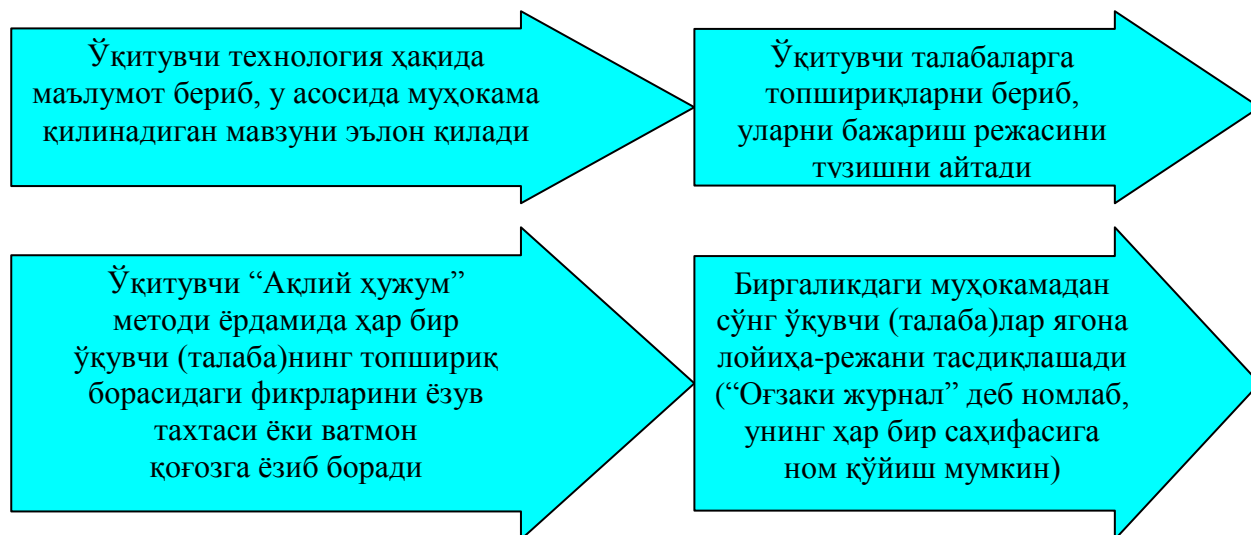 Ўқитувчи технология ҳақида
маълумот бериб, у асосида муҳокама
қилинадиган мавзуни эълон қилади
Ўқитувчи талабаларга
топшириқларни бериб,
уларни бажариш режасини
тузишни айтади
Ўқитувчи “Ақлий ҳужум”
методи ёрдамида ҳар бир
ўқувчи (талаба)нинг топшириқ
борасидаги фикрларини ёзув
тахтаси ёки ватмон
қоғозга ёзиб боради
Биргаликдаги муҳокамадан
сўнг ўқувчи (талаба)лар ягона
лойиҳа-режани тасдиқлашади
(“Оғзаки журнал” деб номлаб,
унинг ҳар бир саҳифасига
ном қўйиш мумкин)